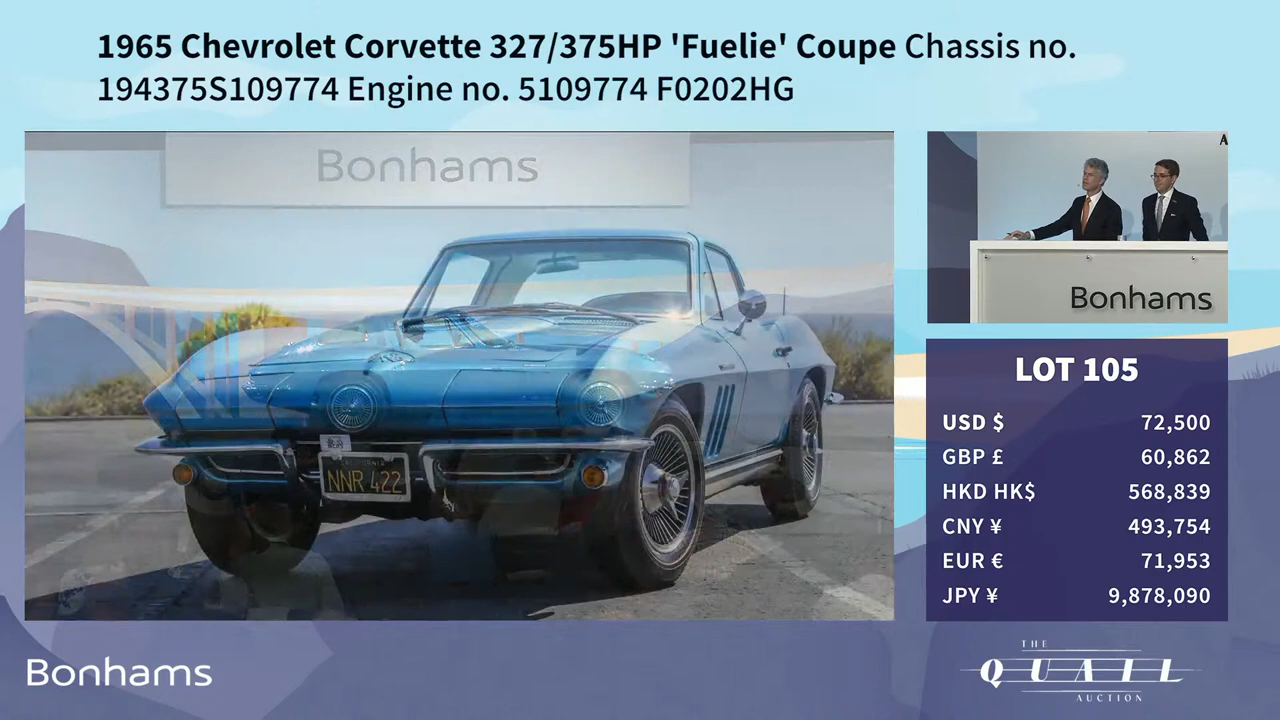 1965 Chevrolet Corvette 327/375HP 'Fuelie' Coupe Chassis no.
194375S109774 Engine no. 5109774 F0202HG
Bonhams
A
Bonhams
NNR 422
LOT 105
USD $ 72,500
GBP £ 60,862
HKD HK$ 568,839
CNY ¥ 493,754
EUR € 71,953
JPY ¥ 9,878,090
Bonhams
THE
QUAIL
AUCTION